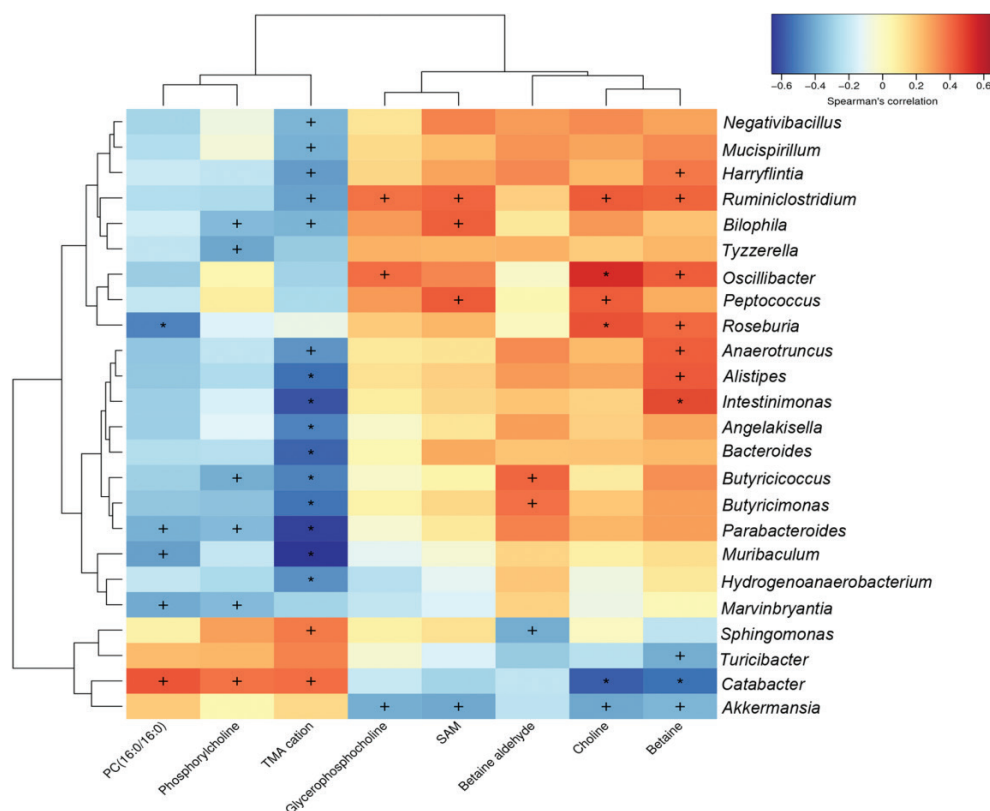 −0.6 −0.4 −0.2 0 0.2 0.4 0.6
Spearman's correlation
+ Negativibacillus
+ Mucispirillum
+ + Harryflintia
+ + + + + Ruminiclostridium
+ + + Bilophila
+ Tyzzerella
+ * + Oscillibacter
+ + Peptococcus
* * + Roseburia
+ + Anaerotruncus
* + Alistipes
* * Intestinimonas
* Angelakisella
* Bacteroides
+ * + Butyricicoccus
* + Butyricimonas
+ + * Parabacteroides
+ * Muribaculum
* Hydrogenoanaerobacterium
+ + Marvinbryantia
+ + Sphingomonas
+ Turicibacter
+ + + * * Catabacter
+ + + + Akkermansia
PC(16:0/16:0)
Phosphorylcholine
TMA cation
Glycerophosphocholine
SAM
Betaine aldehyde
Choline
Betaine